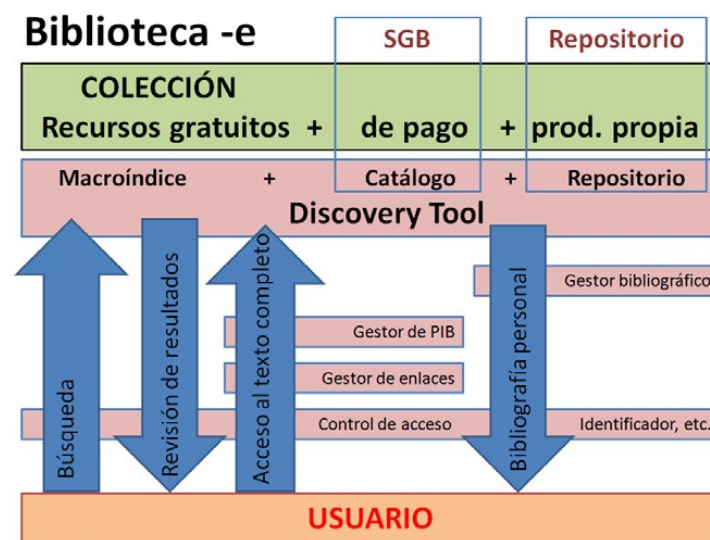 Biblioteca -e
SGB
Repositorio
COLECCIÓN
Recursos gratuitos + de pago + prod. propia
Macroíndice + Catálogo + Repositorio
Discovery Tool
Búsqueda
Revisión de resultados
Acceso al texto completo
Bibliografía personal
Gestor bibliográfico
Gestor de PIB
Gestor de enlaces
Control de acceso
Identificador, etc.
USUARIO